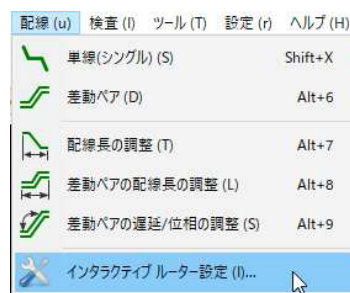 配線 (u) 検査 (I) ツール (T) 設定 (r) ヘルプ (H)
単線(シングル) (S) Shift+X
差動ペア (D) Alt+6
配線長の調整 (T) Alt+7
差動ペアの配線長の調整 (L) Alt+8
差動ペアの遅延/位相の調整 (S) Alt+9
インタラクティブ ルーター設定 (I)...